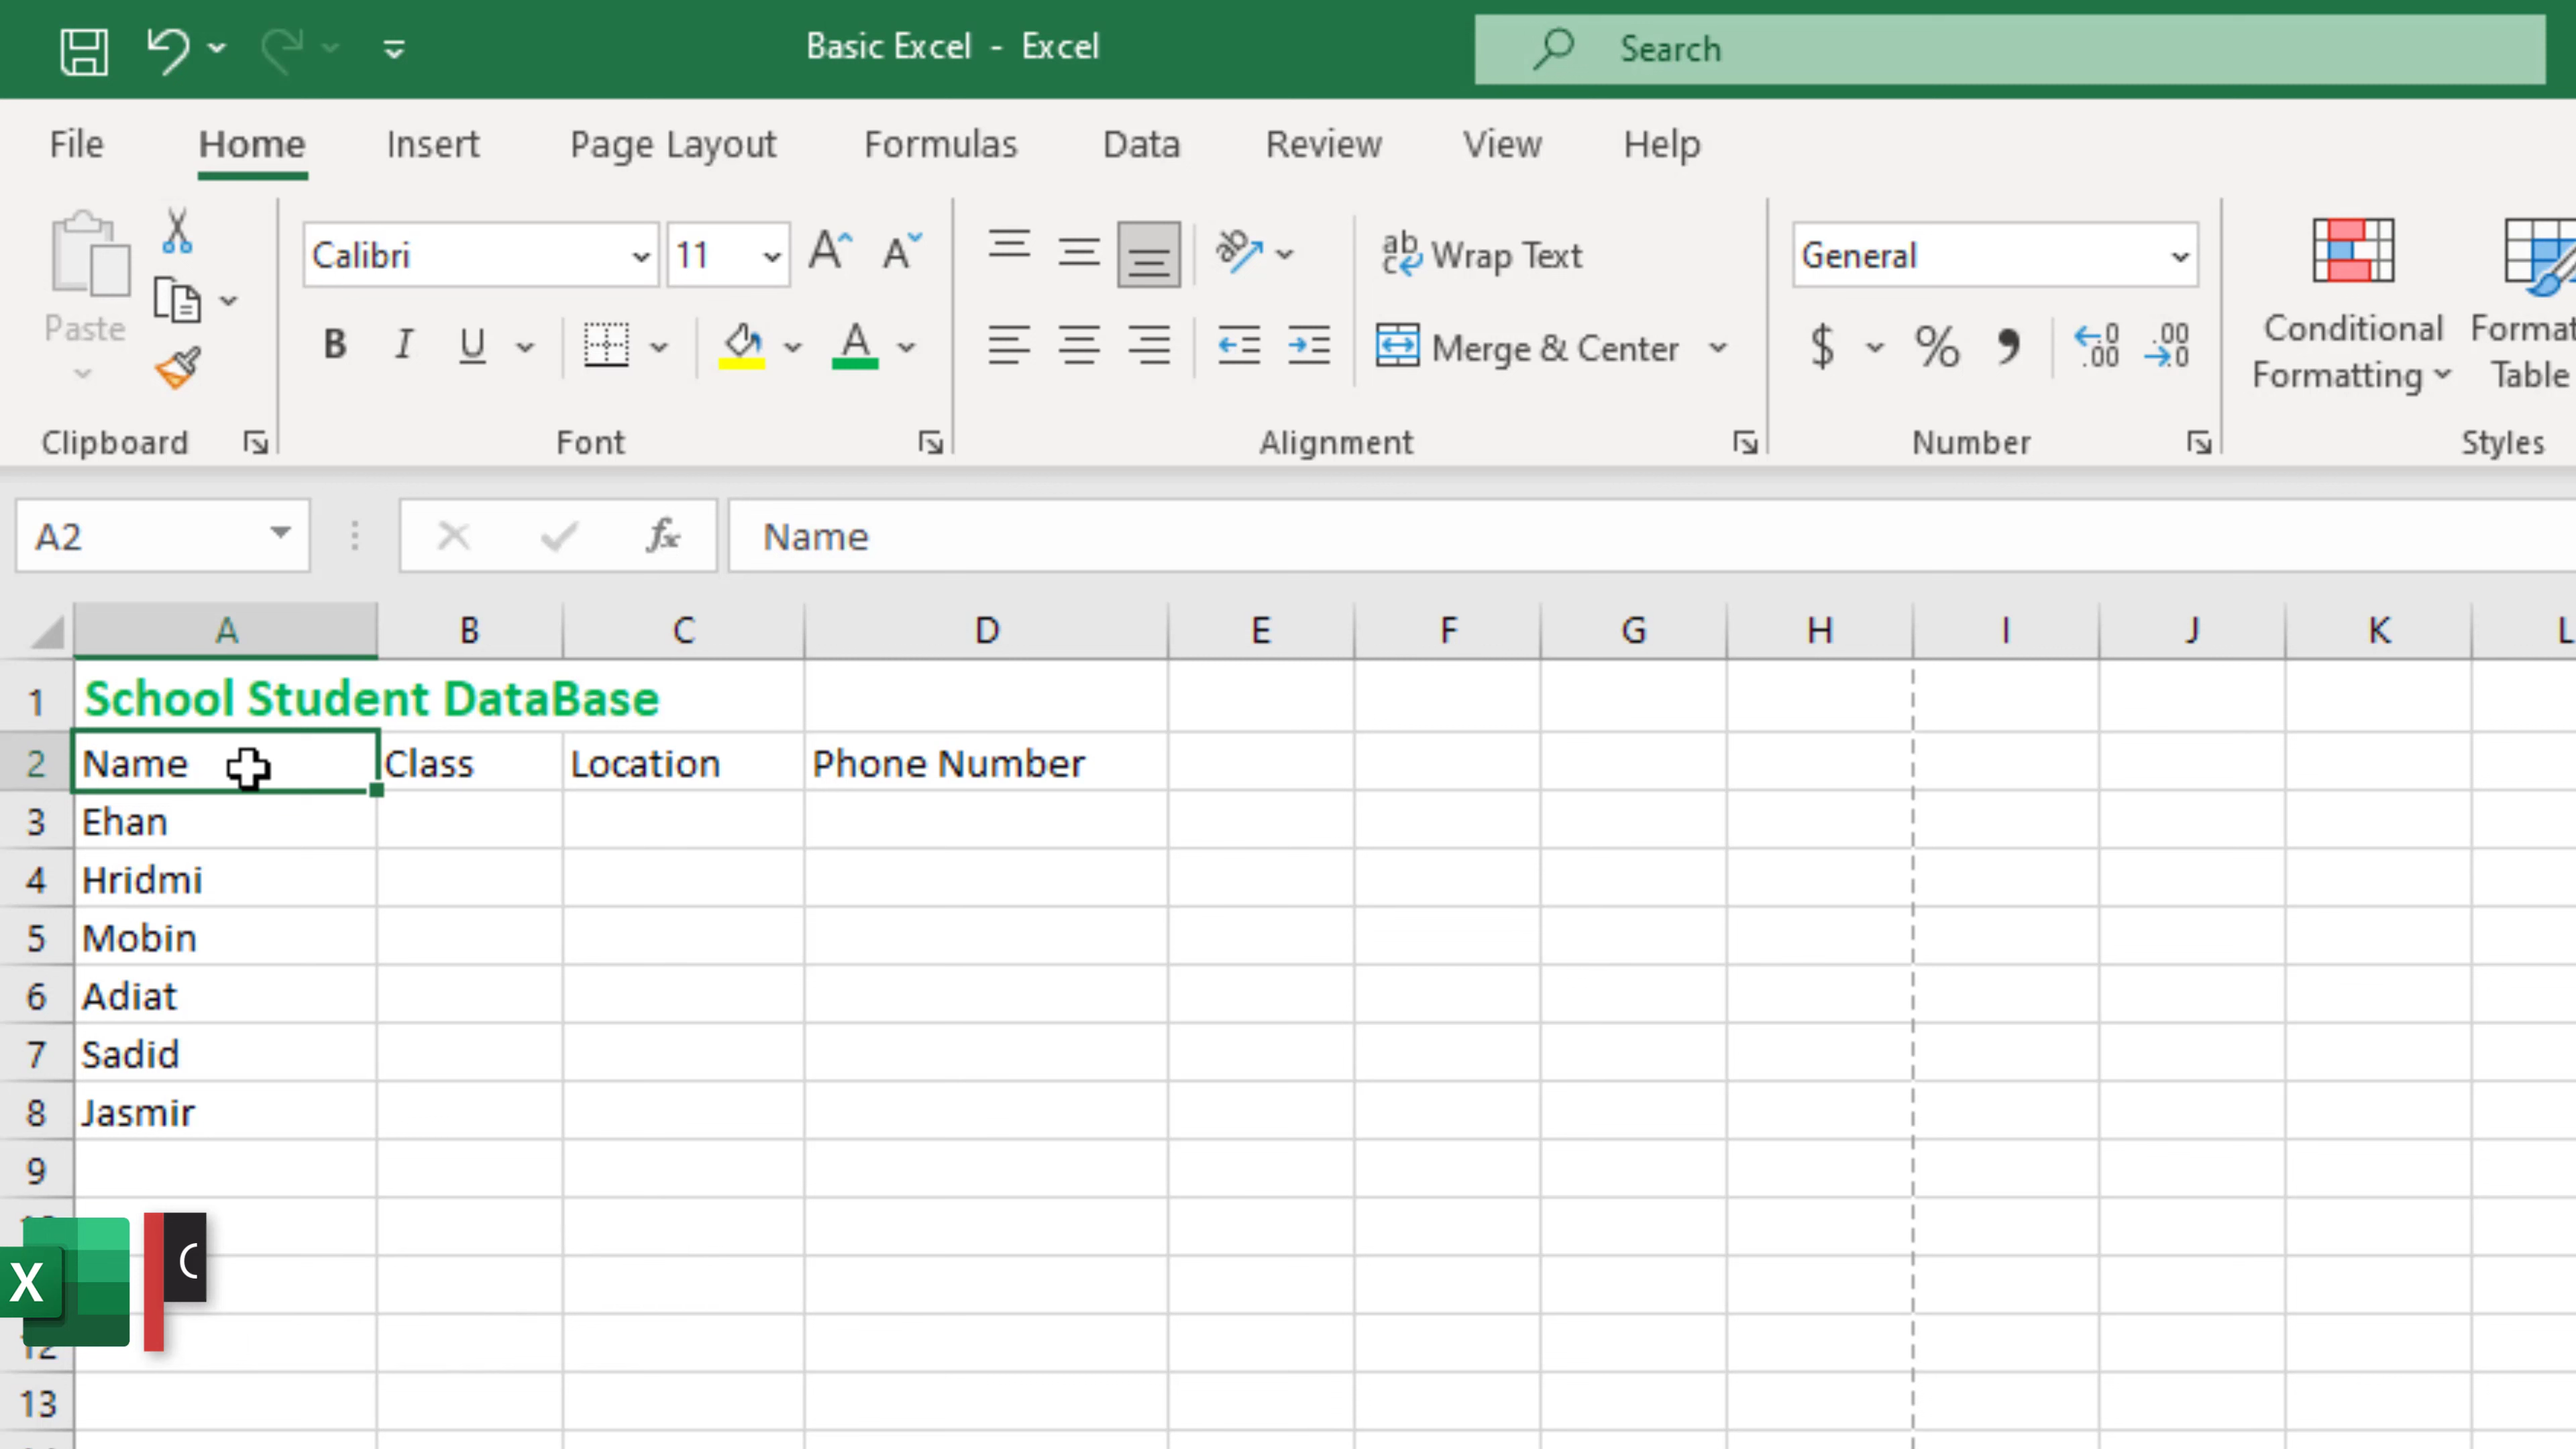 Basic Excel - Excel
Search
File Home Insert Page Layout Formulas Data Review View Help
Paste
Clipboard
Calibri 11
B I U
Font
Wrap Text
Merge & Center
Alignment
General
$ %
Number
Conditional
Formatting
Styles
A2 fx Name
A B C D E F G H I J K L
1 School Student DataBase
2 Name Class Location Phone Number
3 Ehan
4 Hridmi
5 Mobin
6 Adiat
7 Sadid
8 Jasmir
9
X
12
13